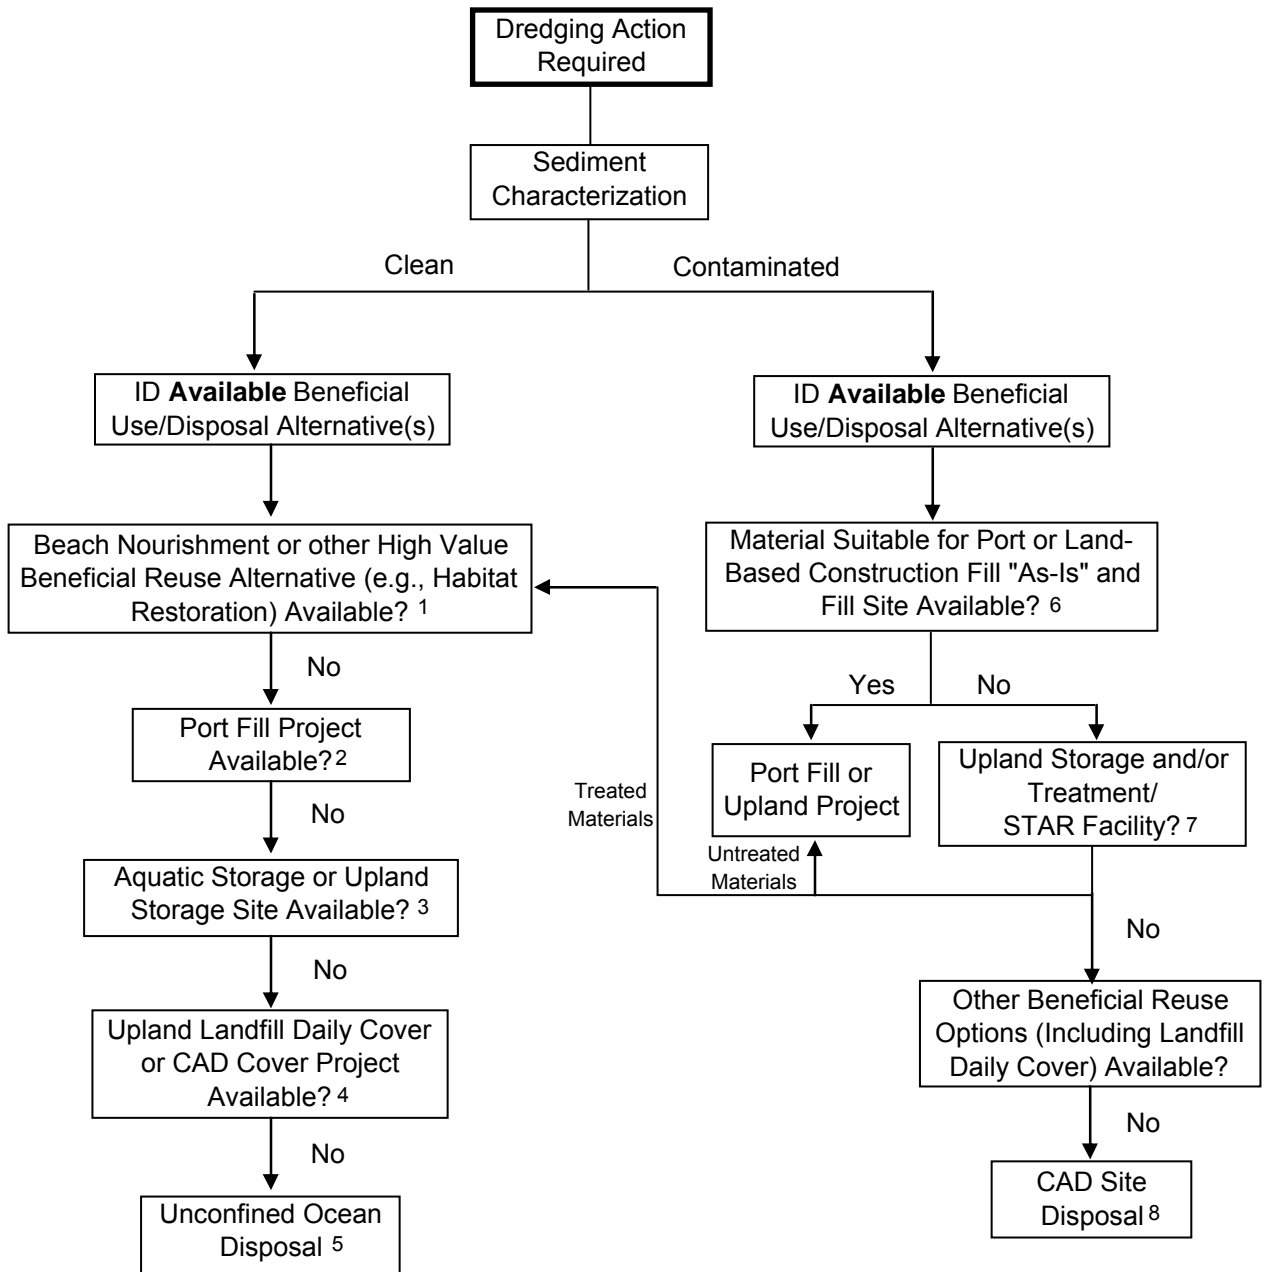 Dredging Action
Required
Sediment
Characterization
Clean
Contaminated
ID Available Beneficial
Use/Disposal Alternative(s)
ID Available Beneficial
Use/Disposal Alternative(s)
Beach Nourishment or other High Value
Beneficial Reuse Alternative (e.g., Habitat
Restoration) Available? 1
Material Suitable for Port or Land-
Based Construction Fill "As-Is" and
Fill Site Available? 6
No
Yes
No
Port Fill Project
Available? 2
Port Fill or
Upland Project
Upland Storage and/or
Treatment/
STAR Facility? 7
Treated
Materials
No
Untreated
Materials
Aquatic Storage or Upland
Storage Site Available? 3
No
No
Upland Landfill Daily Cover
or CAD Cover Project
Available? 4
Other Beneficial Reuse
Options (Including Landfill
Daily Cover) Available?
No
No
Unconfined Ocean
Disposal 5
CAD Site
Disposal 8